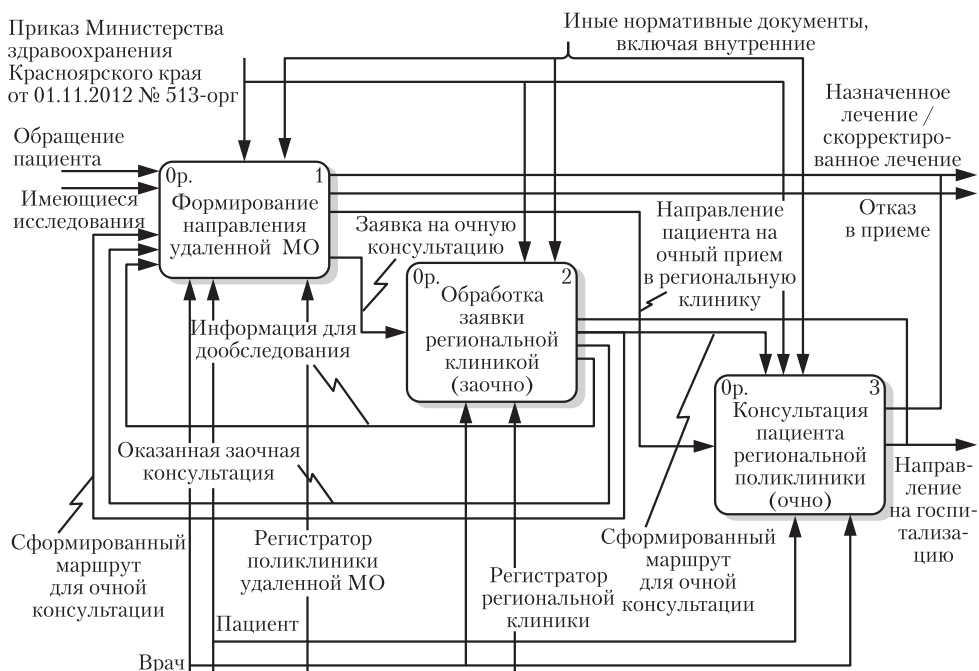 Приказ Министерства
здравоохранения
Красноярского края
от 01.11.2012 № 513-орг
Иные нормативные документы,
включая внутренние
Обращение
пациента
Имеющиеся
исследования
0р. 1
Формирование
направления
удаленной МО
Назначенное
лечение /
скорректиро-
ванное лечение
Отказ
в приеме
Заявка на очную
консультацию
Направление
пациента на
очный прием
в региональную
клинику
0р. 2
Обработка
заявки
региональной
клиникой
(заочно)
Информация для
дообследования
0р. 3
Консультация
пациента
региональной
поликлиники
(очно)
Оказанная заочная
консультация
Направ-
ление
на госпи-
тализа-
цию
Сформированный
маршрут
для очной
консультации
Регистратор
поликлиники
удаленной МО
Регистратор
региональной
клиники
Сформированный
маршрут
для очной
консультации
Пациент
Врач